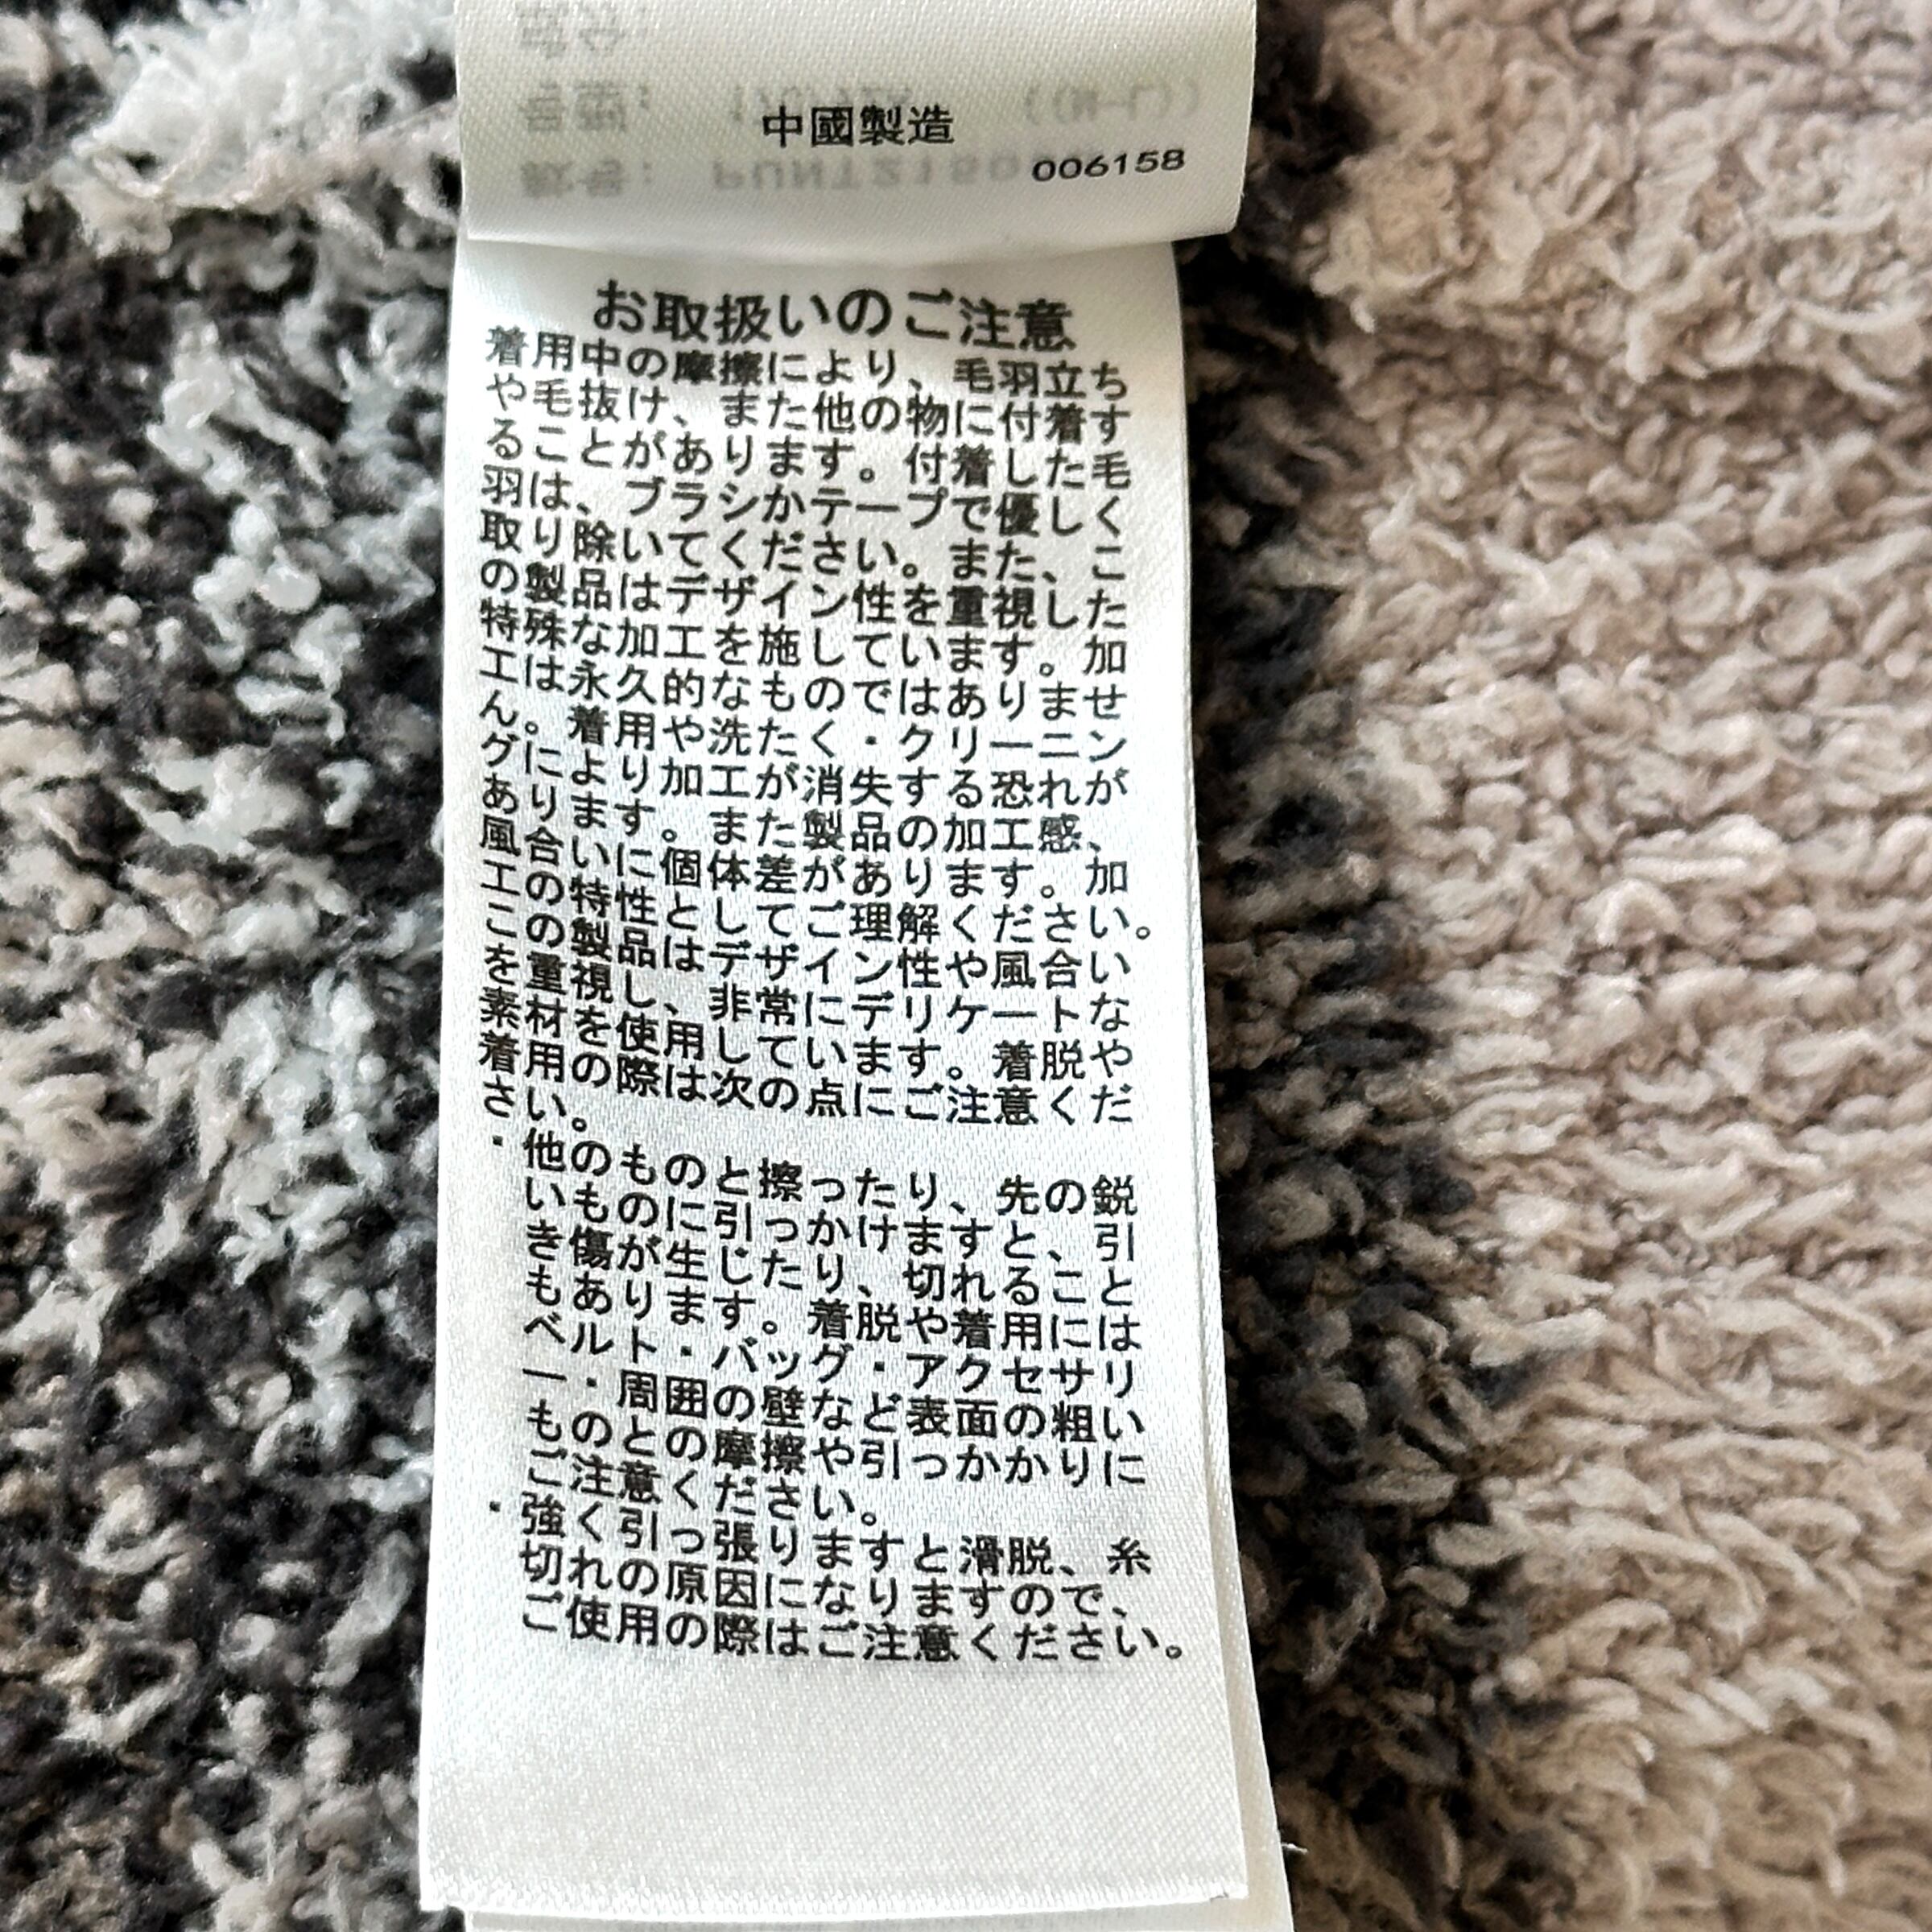 中國製造
006158
お取扱いのご注意
着用中の摩擦により、毛羽立ち
や毛抜け、また他の物に付着す
ることがあります。付着した毛
羽は、ブラシかテープで優しく
取り除いてください。また、こ
の製品はデザイン性を重視した
特殊な加工を施しています。加
工は永久的なものではありませ
ん。着用や洗たく・クリーニン
グにより加工が消失する恐れが
あります。また製品の加工感、
風合いに個体差があります。加
工の特性としてご理解ください。
この製品はデザイン性や風合い
を重視し、非常にデリケートな
素材を使用しています。着脱や
着用の際は次の点にご注意くだ
さい。
・他のものと擦ったり、先の鋭
いものに引っかけますと、引
き傷が生じたり、切れること
もあります。着脱や着用には
ベルト・バッグ・アクセサリ
ー・周囲の壁など表面の粗い
ものとの摩擦や引っかかりに
ご注意ください。
・強く引っ張りますと滑脱、糸
切れの原因になりますので、
ご使用の際はご注意ください。